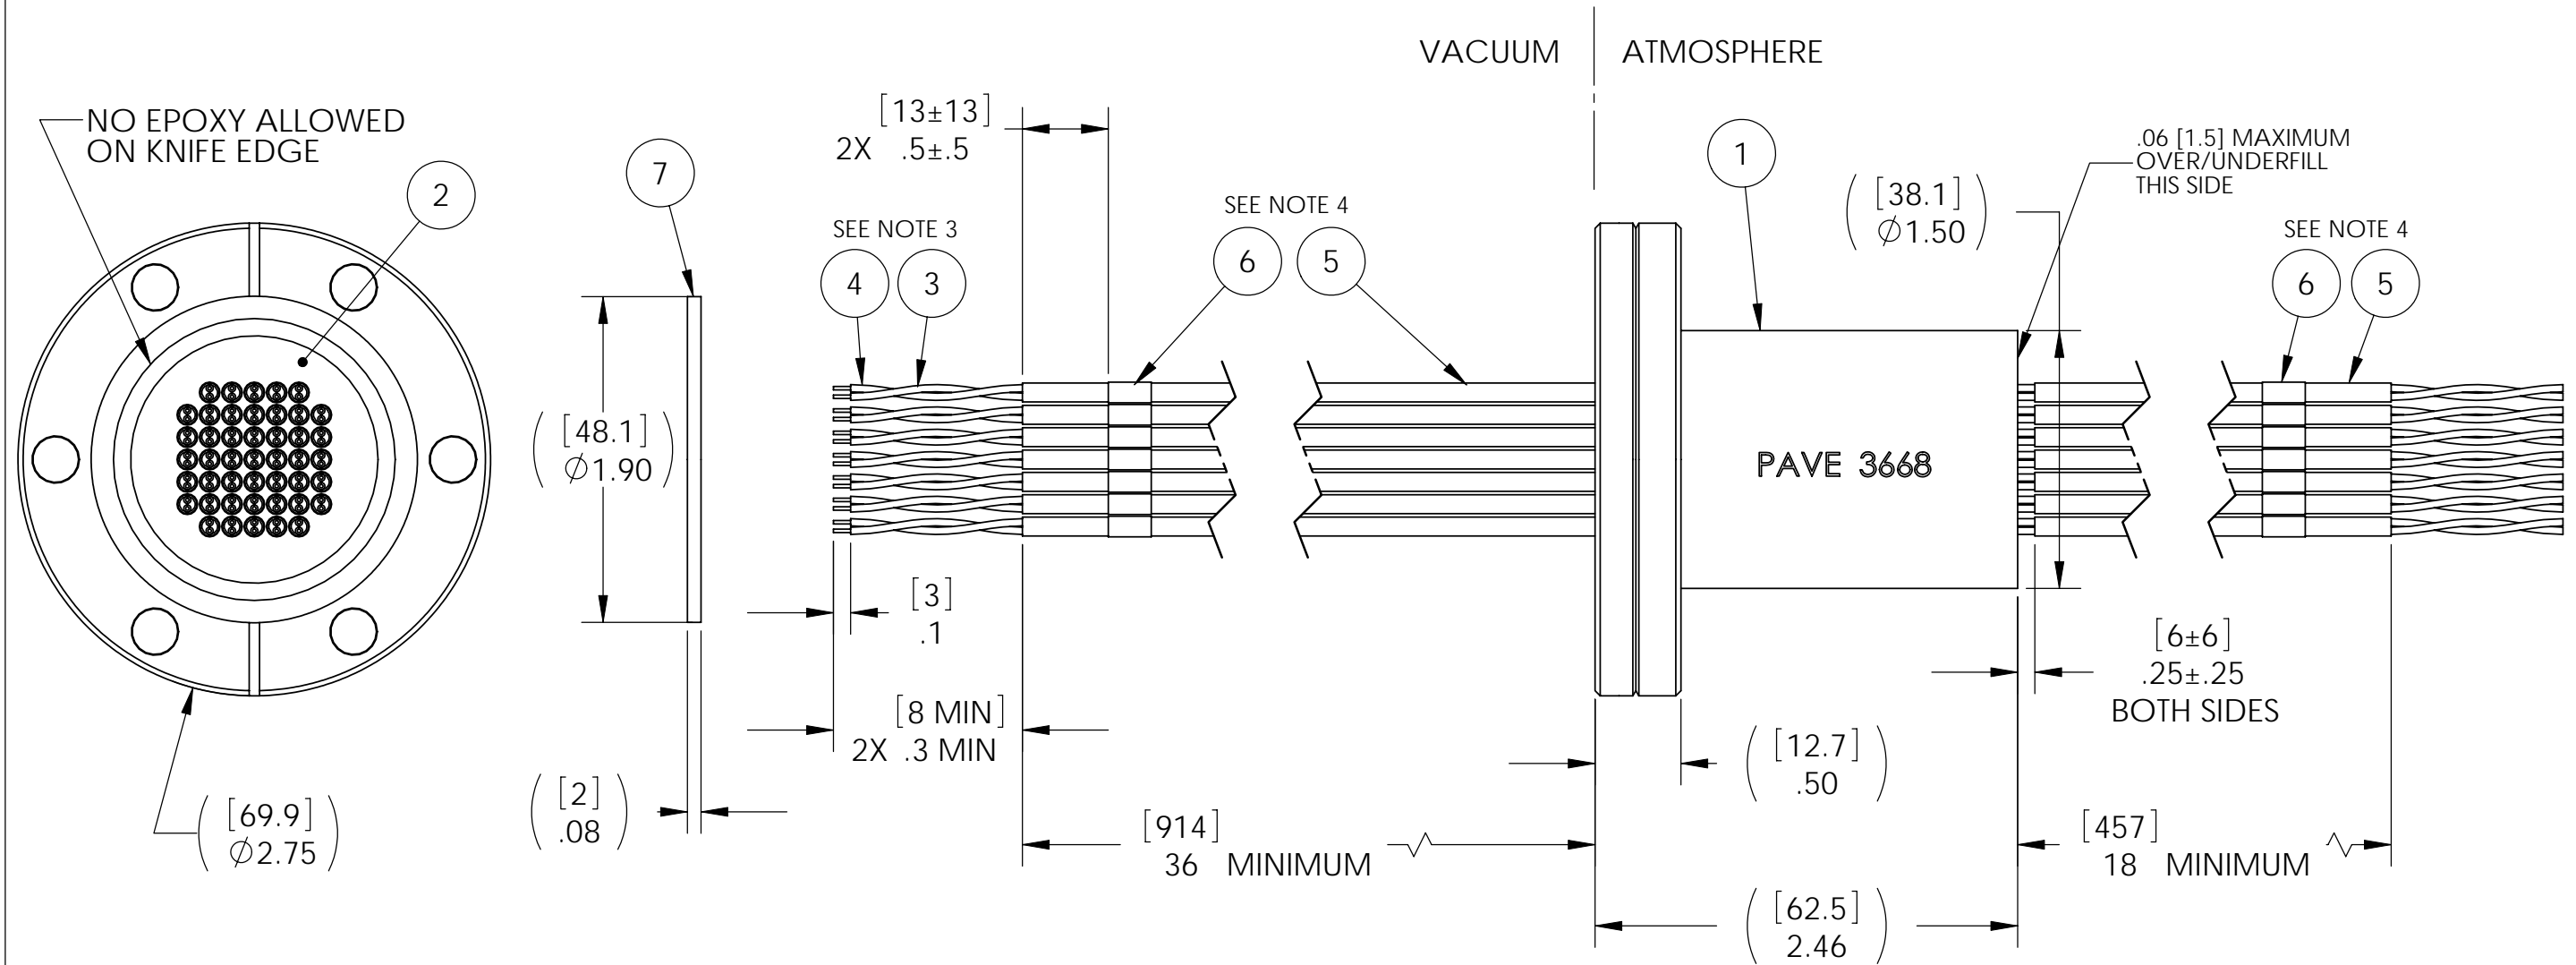 VACUUM
ATMOSPHERE
NO EPOXY ALLOWED
ON KNIFE EDGE
2
7
[13±13]
2X .5±.5
SEE NOTE 3
4
3
SEE NOTE 4
6
5
1
[38.1]
∅1.50
.06 [1.5] MAXIMUM
OVER/UNDERFILL
THIS SIDE
SEE NOTE 4
6
5
[48.1]
∅1.90
PAVE 3668
[3]
.1
[8 MIN]
2X .3 MIN
[6±6]
.25±.25
BOTH SIDES
[69.9]
∅2.75
[2]
.08
[12.7]
.50
[914]
36 MINIMUM
[457]
18 MINIMUM
[62.5]
2.46